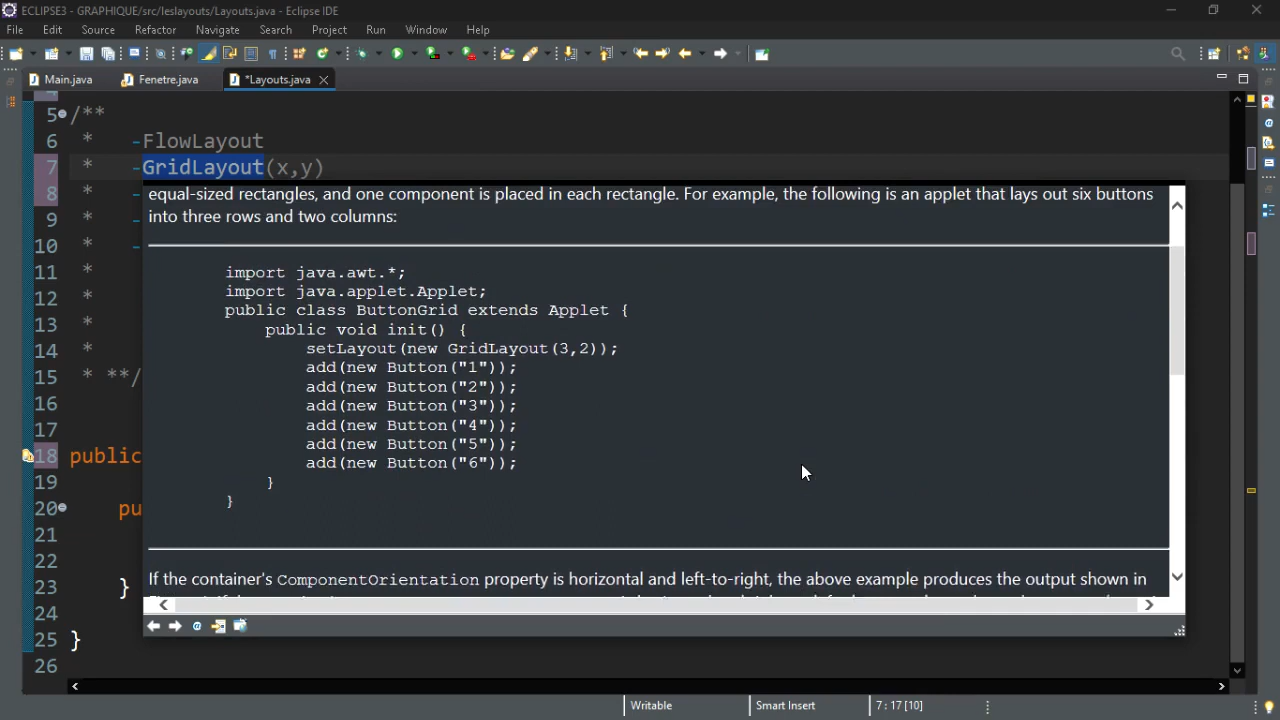 ECLIPSE3 - GRAPHIQUE/src/leslayouts/Layouts.java - Eclipse IDE
File Edit Source Refactor Navigate Search Project Run Window Help
Main.java Fenetre.java *Layouts.java
5 /**
6 * -FlowLayout
7 * -GridLayout(x,y)
8 * -
9 * -
10 * -
11 *
12 *
13 *
14 *
15 * **/
16
17
18 public
19
20 pu
21
22
23 }
24
25 }
26
equal-sized rectangles, and one component is placed in each rectangle. For example, the following is an applet that lays out six buttons
into three rows and two columns:
import java.awt.*;
import java.applet.Applet;
public class ButtonGrid extends Applet {
public void init() {
setLayout(new GridLayout(3,2));
add(new Button("1"));
add(new Button("2"));
add(new Button("3"));
add(new Button("4"));
add(new Button("5"));
add(new Button("6"));
}
}
If the container's ComponentOrientation property is horizontal and left-to-right, the above example produces the output shown in
Writable Smart Insert 7 : 17 [10]